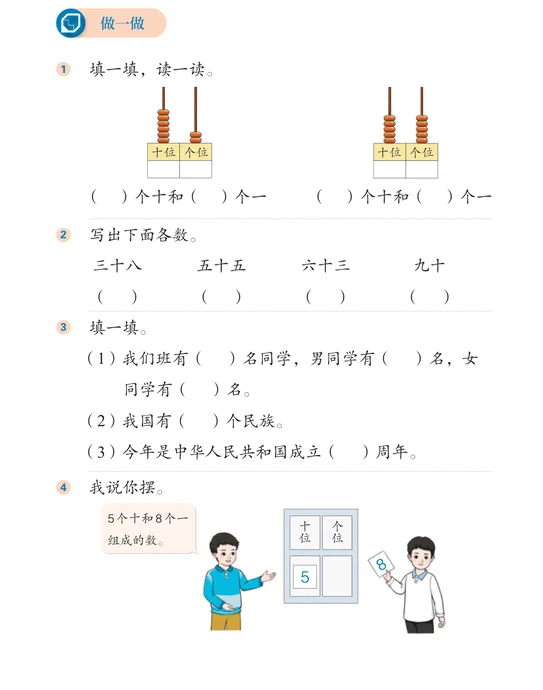 做一做
1 填一填，读一读。
十位 个位 十位 个位
（ ）个十和（ ）个一 （ ）个十和（ ）个一
2 写出下面各数。
三十八 五十五 六十三 九十
（ ） （ ） （ ） （ ）
3 填一填。
（1）我们班有（ ）名同学，男同学有（ ）名，女
同学有（ ）名。
（2）我国有（ ）个民族。
（3）今年是中华人民共和国成立（ ）周年。
4 我说你摆。
5个十和8个一
组成的数。
十位 个位
5
8